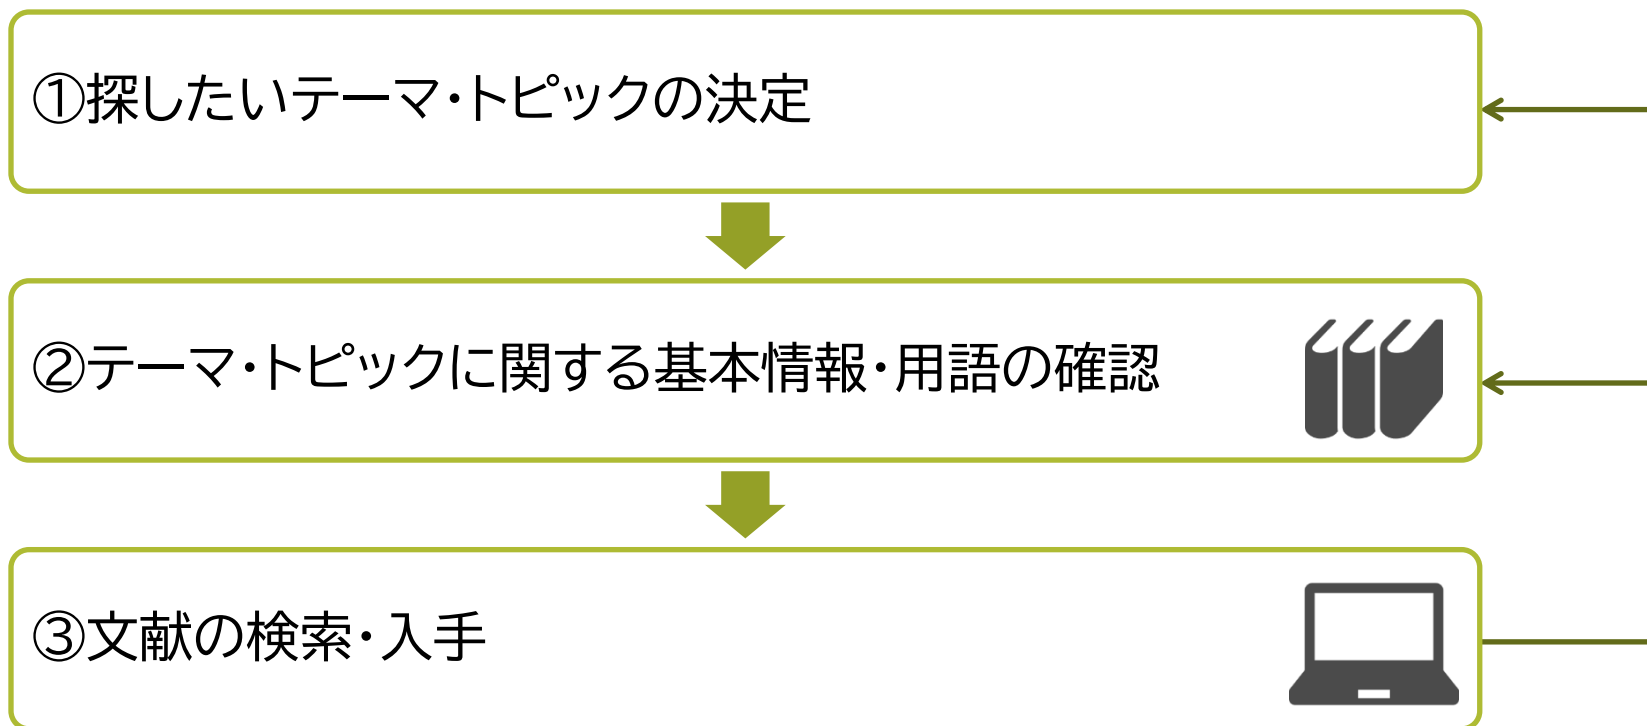 ①探したいテーマ・トピックの決定
②テーマ・トピックに関する基本情報・用語の確認
③文献の検索・入手